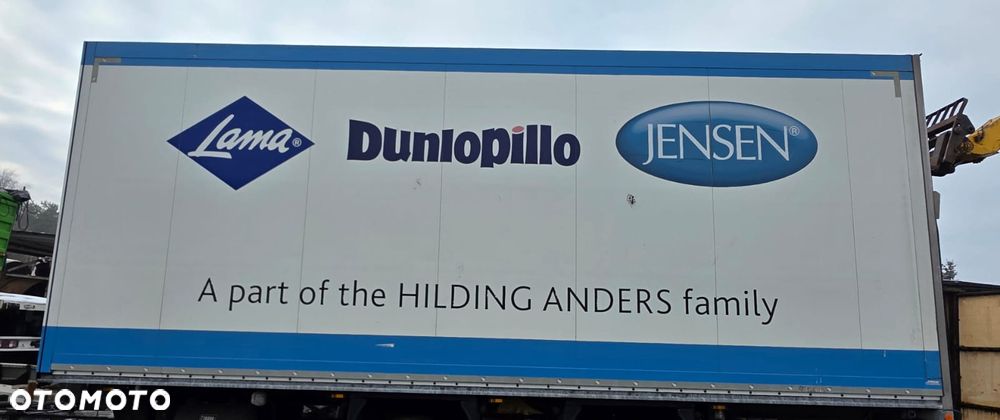 Lama®
Dunlopillo
JENSEN®
A part of the HILDING ANDERS family
OTOMOTO